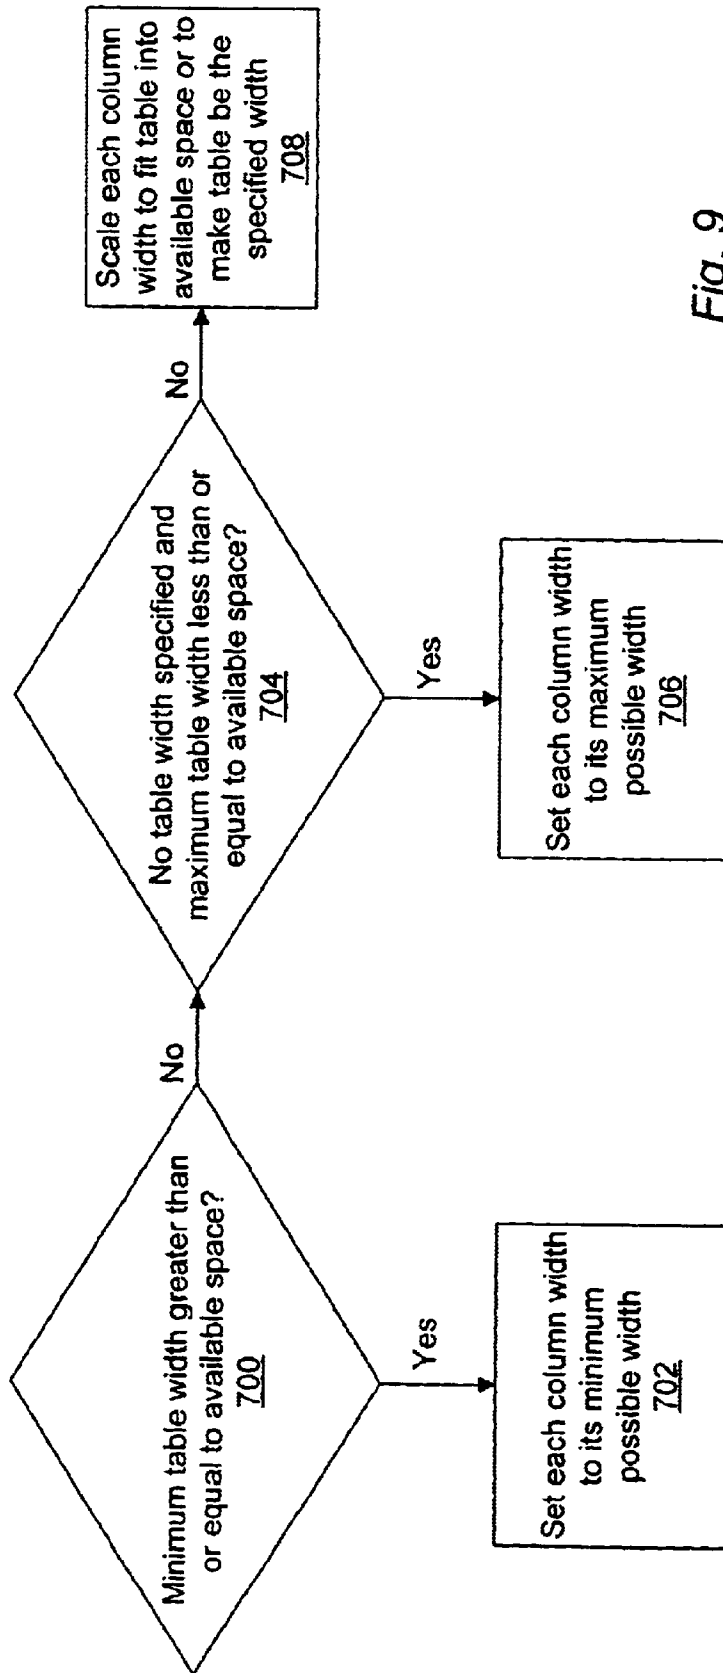 Minimum table width greater than
or equal to available space?
700
No
Yes
Set each column width
to its minimum
possible width
702
No table width specified and
maximum table width less than or
equal to available space?
704
No
Yes
Set each column width
to its maximum
possible width
706
Scale each column
width to fit table into
available space or to
make table be the
specified width
708
Fig. 9